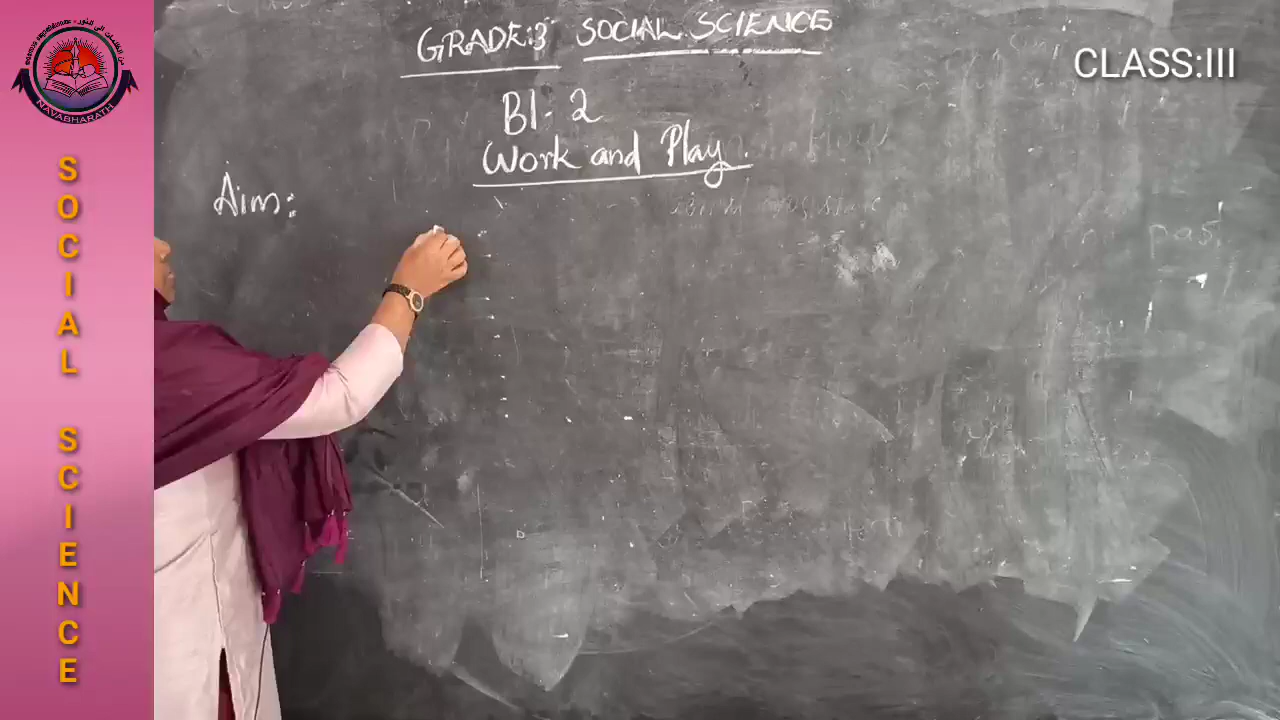 GRADE:3 SOCIAL SCIENCE
CLASS:III
Bl- 2
Work and Play.
Aim:
SOCIAL SCIENCE
NAVABHARATH